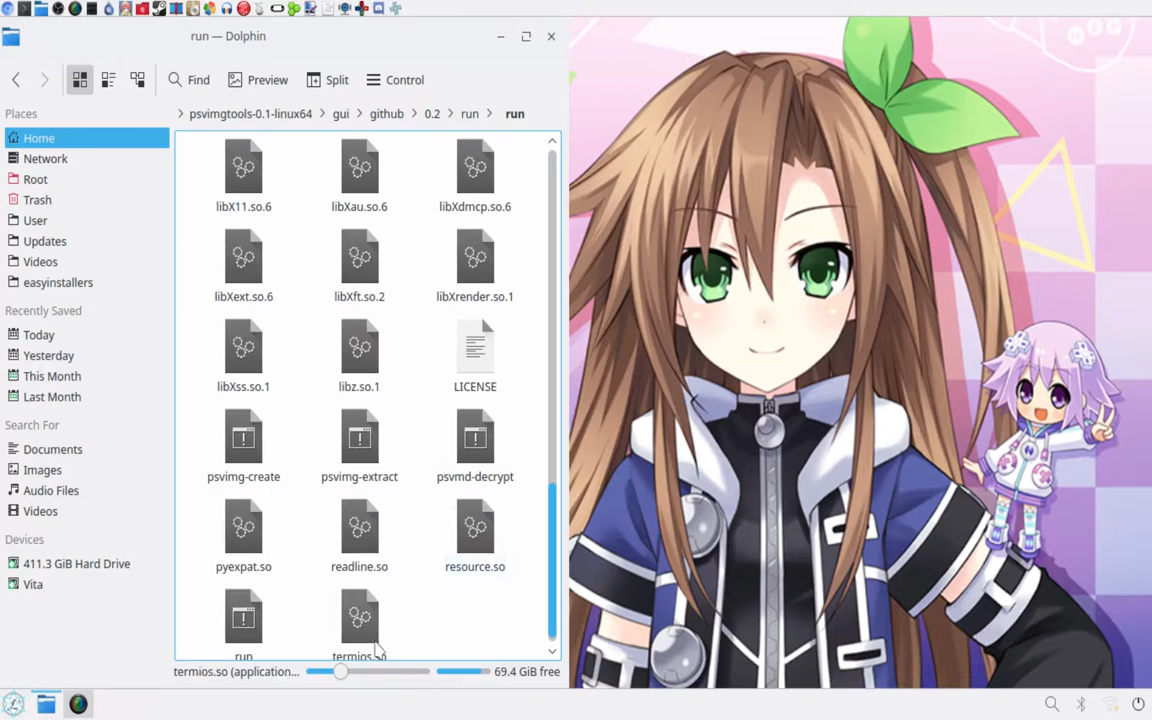 run — Dolphin
Find
Preview
Split
Control
Places
psvimgtools-0.1-linux64 > gui > github > 0.2 > run > run
Home
Network
Root
Trash
User
Updates
Videos
easyinstallers
Recently Saved
Today
Yesterday
This Month
Last Month
Search For
Documents
Images
Audio Files
Videos
Devices
411.3 GiB Hard Drive
Vita
libX11.so.6
libXau.so.6
libXdmcp.so.6
libXext.so.6
libXft.so.2
libXrender.so.1
libXss.so.1
libz.so.1
LICENSE
psvimg-create
psvimg-extract
psvmd-decrypt
pyexpat.so
readline.so
resource.so
run
termios.so
termios.so (application...
69.4 GiB free